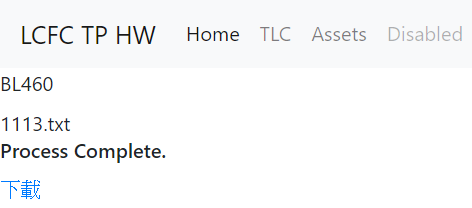 LCFC TP HW Home TLC Assets Disabled
BL460
1113.txt
Process Complete.
下載